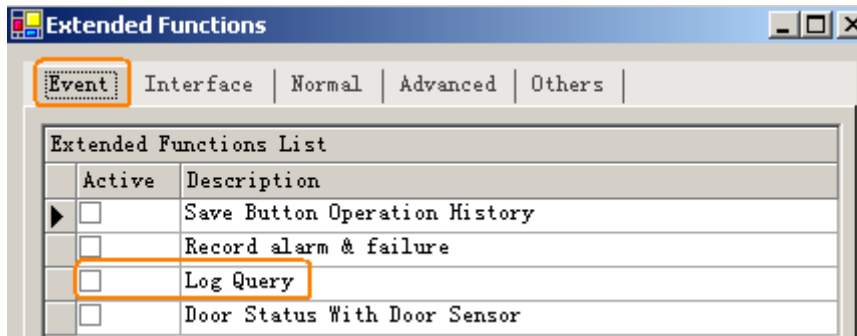 Extended Functions
Event Interface Normal Advanced Others
Extended Functions List
Active Description
Save Button Operation History
Record alarm & failure
Log Query
Door Status With Door Sensor